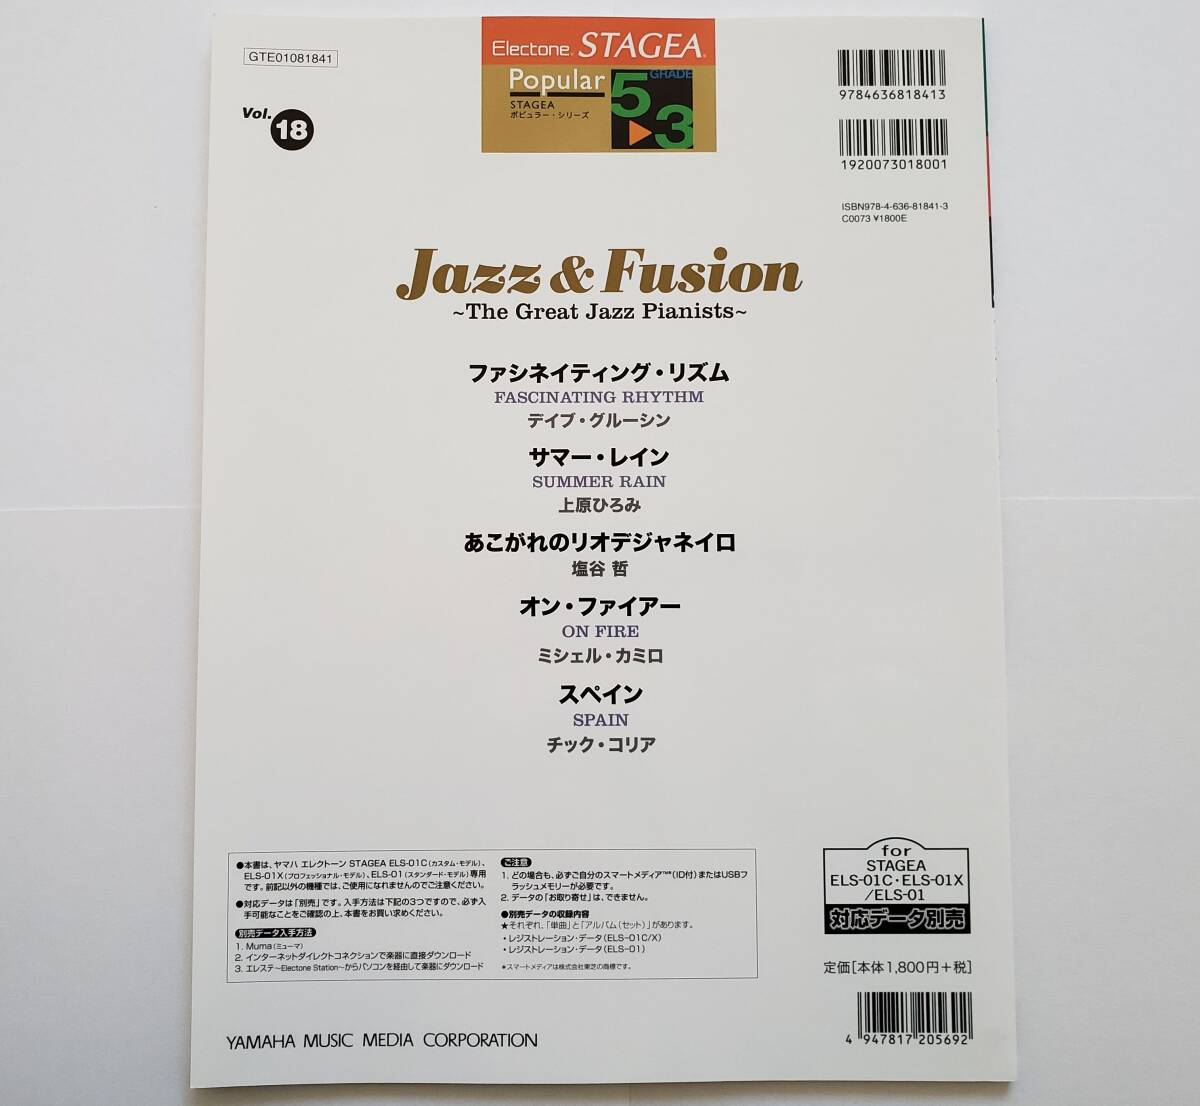 GTE01081841
Vol. 18
Electone. STAGEA®
Popular
STAGEA
ポピュラー・シリーズ
GRADE
5▶3
9784636818413
1920073018001
ISBN978-4-636-81841-3
C0073 ¥1800E
Jazz & Fusion
~The Great Jazz Pianists~
ファシネイティング・リズム
FASCINATING RHYTHM
デイブ・グルーシン
サマー・レイン
SUMMER RAIN
上原ひろみ
あこがれのリオデジャネイロ
塩谷 哲
オン・ファイアー
ON FIRE
ミシェル・カミロ
スペイン
SPAIN
チック・コリア
●本書は、ヤマハ エレクトーン STAGEA ELS-01C(カスタム・モデル)、
ELS-01X(プロフェッショナル・モデル)、ELS-01(スタンダード・モデル)専用
です。前記以外の機種では、ご使用になれませんのでご注意ください。
●対応データは「別売」です。入手方法は下記の3つですので、必ず入
手可能なことをご確認の上、本書をお買い求めください。
別売データ入手方法
1. Muma(ミューマ)
2. インターネットダイレクトコネクションで楽器に直接ダウンロード
3. エレステ〜Electone Station〜からパソコンを経由して楽器にダウンロード
ご注意
1. どの場合も、必ずご自分のスマートメディア™*(ID付)またはUSBフ
ラッシュメモリーが必要です。
2. データの「お取り寄せ」は、できません。
●別売データの収録内容
★それぞれ、「単曲」と「アルバム(セット)」があります。
・レジストレーション・データ(ELS-01C/X)
・レジストレーション・データ(ELS-01)
*スマートメディアは株式会社東芝の商標です。
for
STAGEA
ELS-01C・ELS-01X
/ELS-01
対応データ別売
定価[本体1,800円+税]
4 947817 205692
YAMAHA MUSIC MEDIA CORPORATION